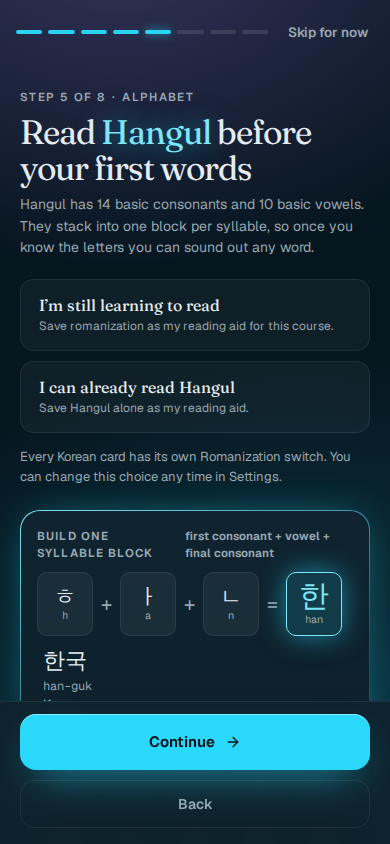 Skip for now
STEP 5 OF 8 · ALPHABET
Read Hangul before
your first words
Hangul has 14 basic consonants and 10 basic vowels.
They stack into one block per syllable, so once you
know the letters you can sound out any word.
I'm still learning to read
Save romanization as my reading aid for this course.
I can already read Hangul
Save Hangul alone as my reading aid.
Every Korean card has its own Romanization switch. You
can change this choice any time in Settings.
BUILD ONE
SYLLABLE BLOCK
first consonant + vowel +
final consonant
ㅎ + ㅏ + ㄴ = 한
h a n han
한국
han-guk
Continue →
Back